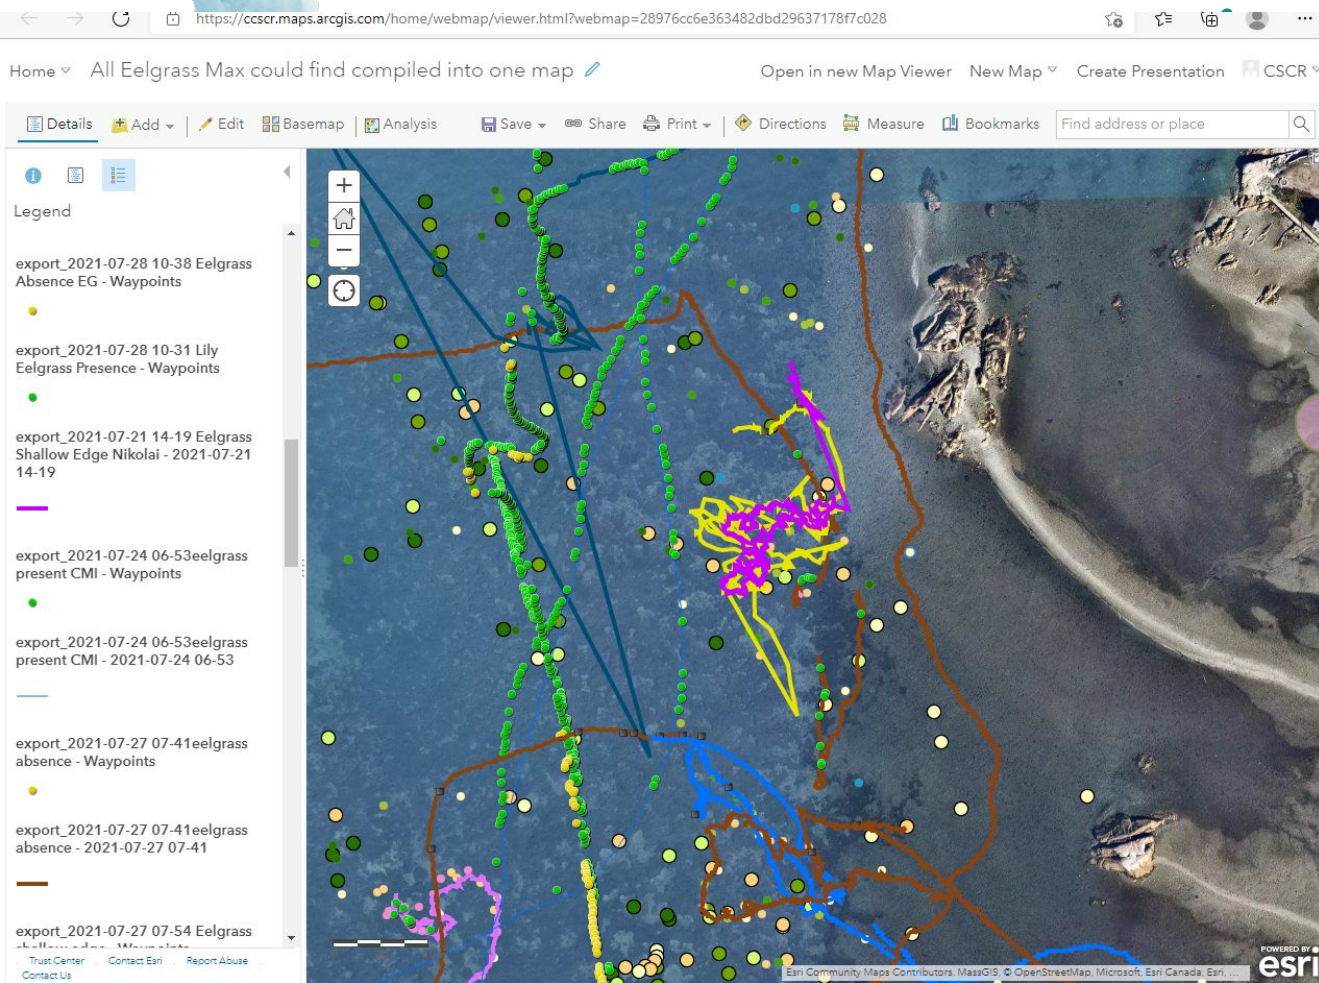 https://ccscr.maps.arcgis.com/home/webmap/viewer.html?webmap=28976cc6e363482dbd29637178f7c028
Home All Eelgrass Max could find compiled into one map Open in new Map Viewer New Map Create Presentation CSCR
Details Add Edit Basemap Analysis Save Share Print Directions Measure Bookmarks Find address or place
Legend
export_2021-07-28 10-38 Eelgrass
Absence EG - Waypoints
export_2021-07-28 10-31 Lily
Eelgrass Presence - Waypoints
export_2021-07-21 14-19 Eelgrass
Shallow Edge Nikolai - 2021-07-21
14-19
export_2021-07-24 06-53eelgrass
present CMI - Waypoints
export_2021-07-24 06-53eelgrass
present CMI - 2021-07-24 06-53
export_2021-07-27 07-41eelgrass
absence - Waypoints
export_2021-07-27 07-41eelgrass
absence - 2021-07-27 07-41
export_2021-07-27 07-54 Eelgrass
Trust Center Contact Esri Report Abuse
Contact Us
Esri Community Maps Contributors, MassGIS, © OpenStreetMap, Microsoft, Esri Canada, Esri, ...
POWERED BY
esri